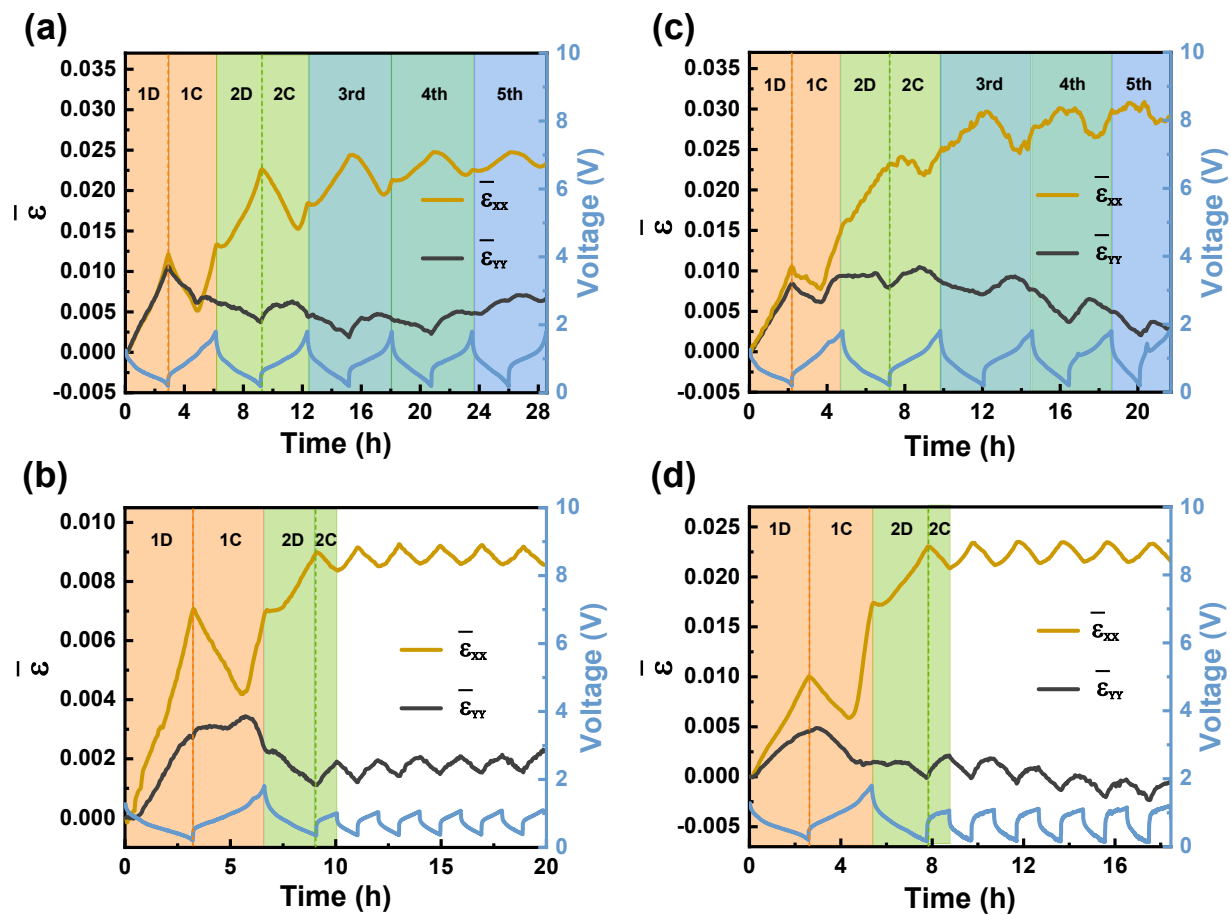 (a)
10
0.035
1D 1C 2D 2C 3rd 4th 5th
0.030
8
0.025
0.020
6
0.015
ε̅
ε̅XX
Voltage (V)
0.010
4
ε̅YY
0.005
2
0.000
-0.005
0
0 4 8 12 16 20 24 28
Time (h)
(c)
10
0.035
1D 1C 2D 2C 3rd 4th 5th
0.030
8
0.025
0.020
6
0.015
ε̅XX
Voltage (V)
0.010
4
ε̅YY
0.005
2
0.000
-0.005
0
0 4 8 12 16 20
Time (h)
(b)
0.010
10
1D 1C 2D 2C
0.008
8
0.006
6
ε̅
ε̅XX
Voltage (V)
0.004
4
ε̅YY
0.002
2
0.000
0
0 5 10 15 20
Time (h)
(d)
10
0.025
1D 1C 2D 2C
0.020
8
0.015
6
0.010
ε̅XX
Voltage (V)
0.005
4
ε̅YY
0.000
2
-0.005
0
0 4 8 12 16
Time (h)